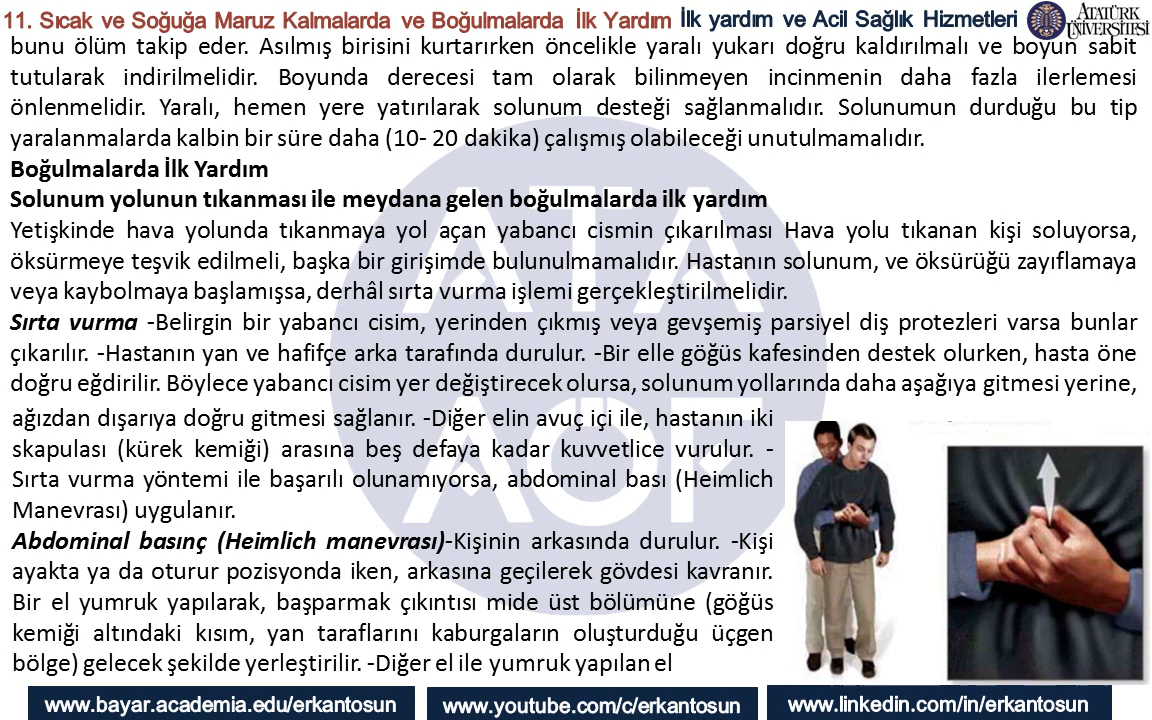 11. Sıcak ve Soğuğa Maruz Kalmalarda ve Boğulmalarda İlk Yardım İlk yardım ve Acil Sağlık Hizmetleri
ATATÜRK
ÜNİVERSİTESİ
bunu ölüm takip eder. Asılmış birisini kurtarırken öncelikle yaralı yukarı doğru kaldırılmalı ve boyun sabit
tutularak indirilmelidir. Boyunda derecesi tam olarak bilinmeyen incinmenin daha fazla ilerlemesi
önlenmelidir. Yaralı, hemen yere yatırılarak solunum desteği sağlanmalıdır. Solunumun durduğu bu tip
yaralanmalarda kalbin bir süre daha (10- 20 dakika) çalışmış olabileceği unutulmamalıdır.
Boğulmalarda İlk Yardım
Solunum yolunun tıkanması ile meydana gelen boğulmalarda ilk yardım
Yetişkinde hava yolunda tıkanmaya yol açan yabancı cismin çıkarılması Hava yolu tıkanan kişi soluyorsa,
öksürmeye teşvik edilmeli, başka bir girişimde bulunulmamalıdır. Hastanın solunum, ve öksürüğü zayıflamaya
veya kaybolmaya başlamışsa, derhâl sırta vurma işlemi gerçekleştirilmelidir.
Sırta vurma -Belirgin bir yabancı cisim, yerinden çıkmış veya gevşemiş parsiyel diş protezleri varsa bunlar
çıkarılır. -Hastanın yan ve hafifçe arka tarafında durulur. -Bir elle göğüs kafesinden destek olurken, hasta öne
doğru eğdirilir. Böylece yabancı cisim yer değiştirecek olursa, solunum yollarında daha aşağıya gitmesi yerine,
ağızdan dışarıya doğru gitmesi sağlanır. -Diğer elin avuç içi ile, hastanın iki
skapulası (kürek kemiği) arasına beş defaya kadar kuvvetlice vurulur. -
Sırta vurma yöntemi ile başarılı olunamıyorsa, abdominal bası (Heimlich
Manevrası) uygulanır.
Abdominal basınç (Heimlich manevrası)-Kişinin arkasında durulur. -Kişi
ayakta ya da oturur pozisyonda iken, arkasına geçilerek gövdesi kavranır.
Bir el yumruk yapılarak, başparmak çıkıntısı mide üst bölümüne (göğüs
kemiği altındaki kısım, yan taraflarını kaburgaların oluşturduğu üçgen
bölge) gelecek şekilde yerleştirilir. -Diğer el ile yumruk yapılan el
ATA
AÖF
www.bayar.academia.edu/erkantosun
www.youtube.com/c/erkantosun
www.linkedin.com/in/erkantosun